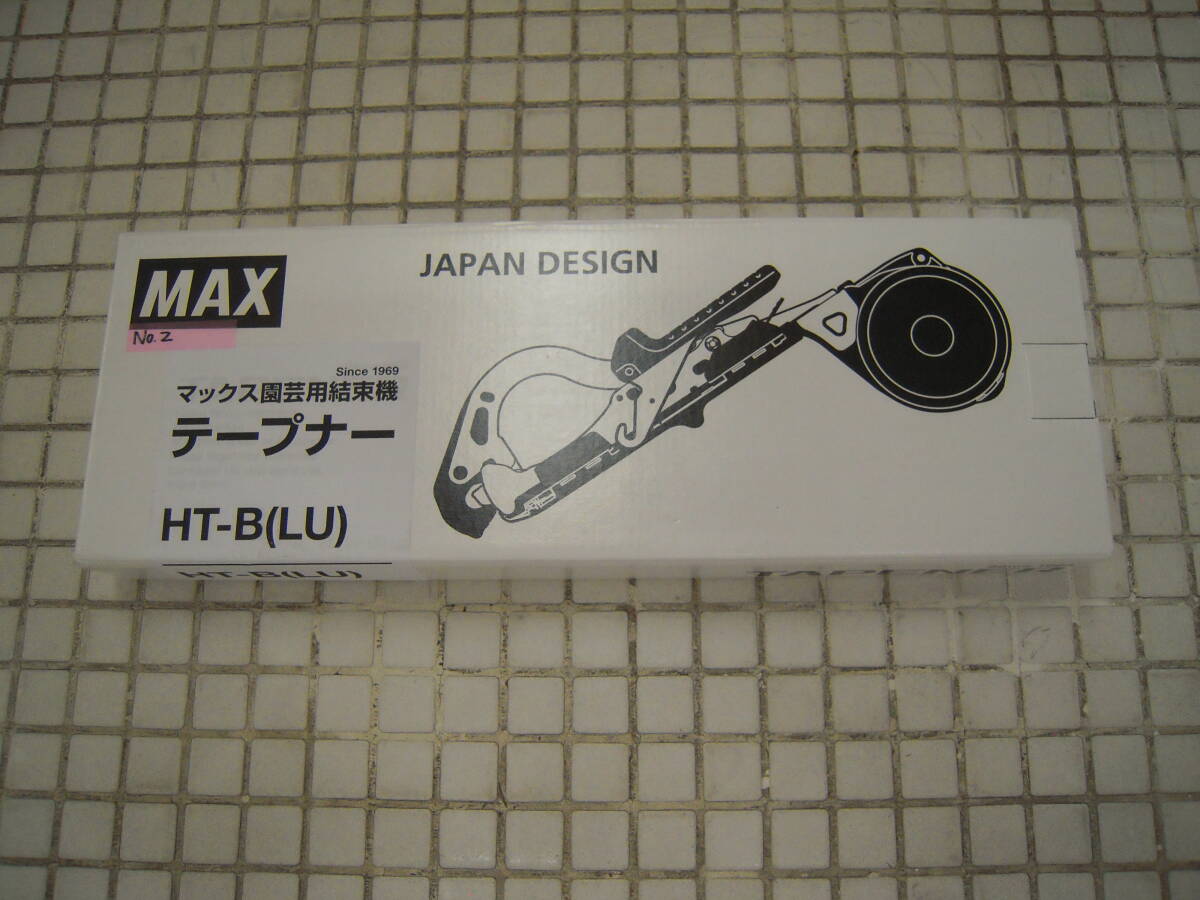 MAX
No.2
JAPAN DESIGN
Since 1969
マックス園芸用結束機
テープナー
HT-B(LU)
HT-B(LU)